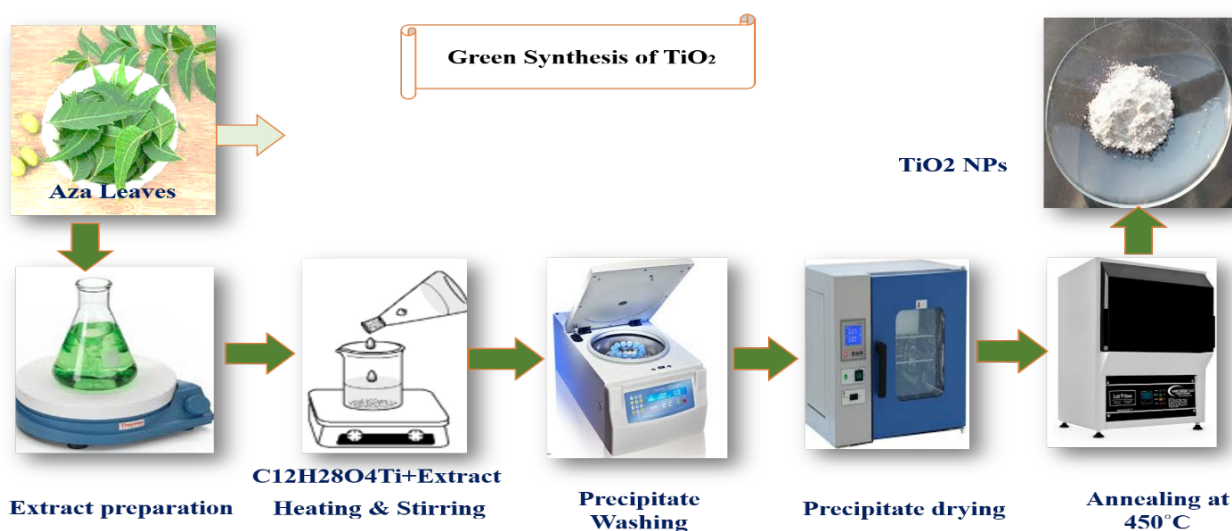 Green Synthesis of TiO₂
Aza Leaves
TiO2 NPs
C12H28O4Ti+Extract
Extract preparation
Heating & Stirring
Precipitate
Washing
Precipitate drying
Annealing at
450°C